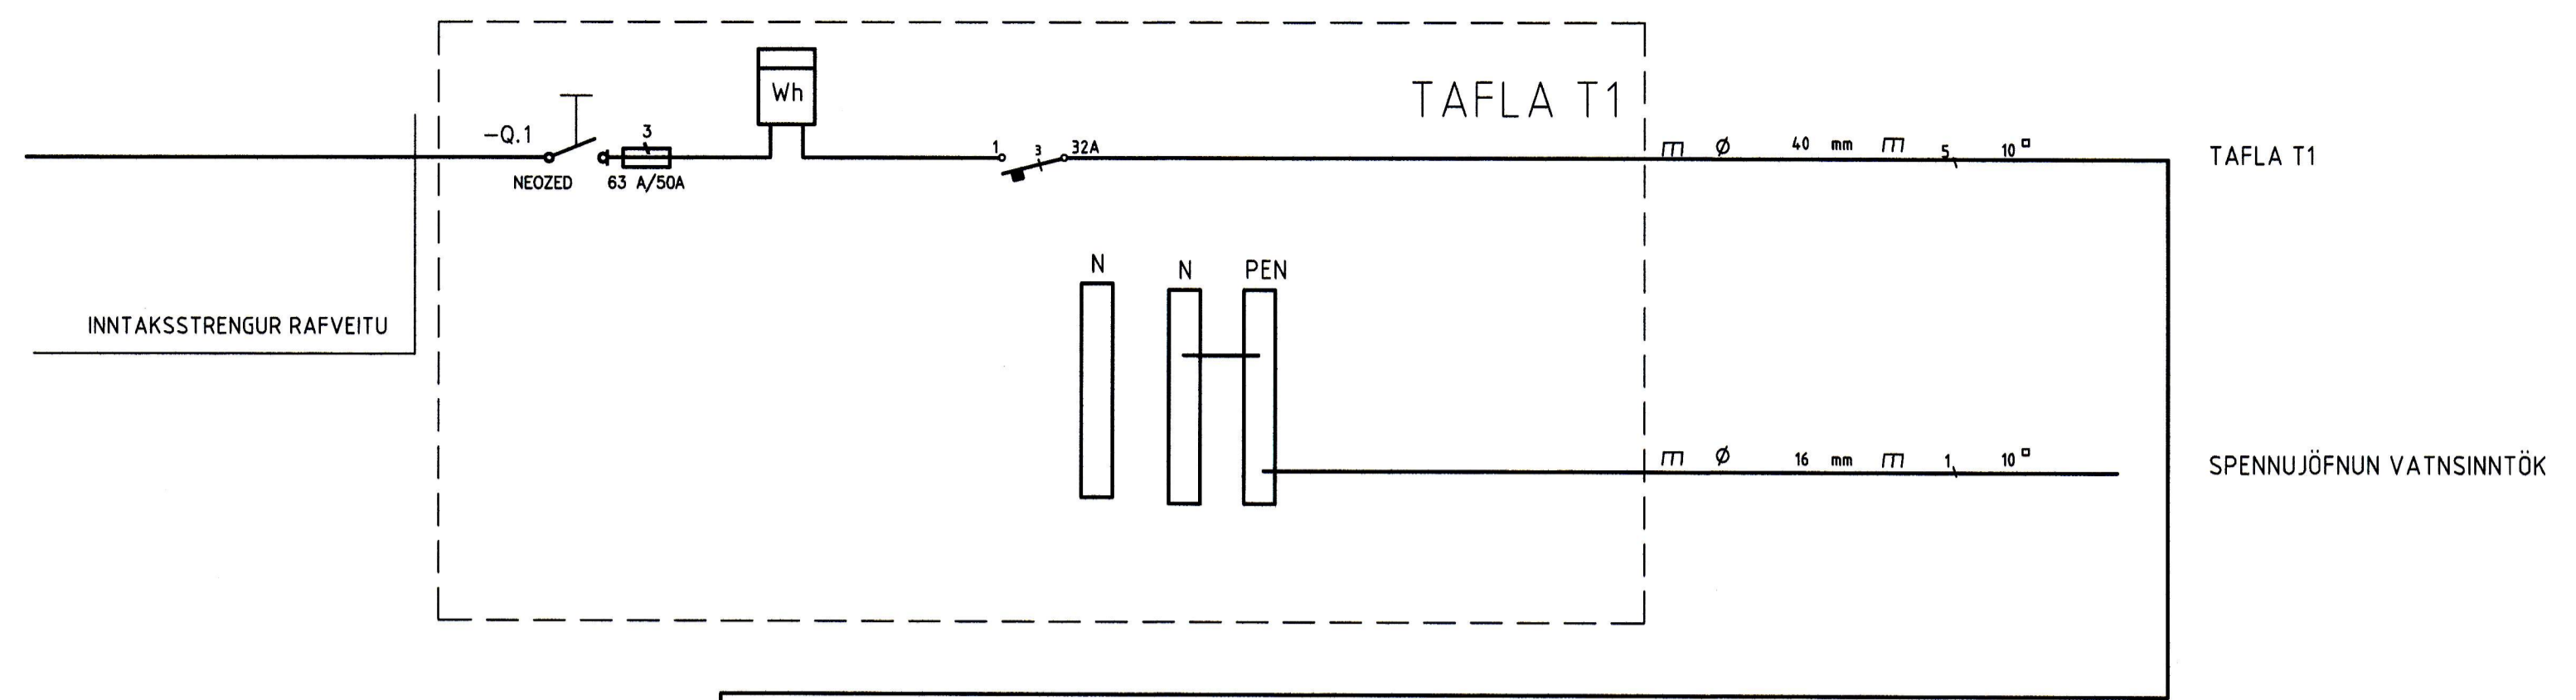 TAFLA T1
Wh
-Q.1
3
NEOZED
63 A/50A
1 3 32A
Ø 40 mm 5 10
TAFLA T1
N N PEN
INNTAKSSTRENGUR RAFVEITU
Ø 16 mm 1 10
SPENNUJÖFNUN VATNSINNTÖK